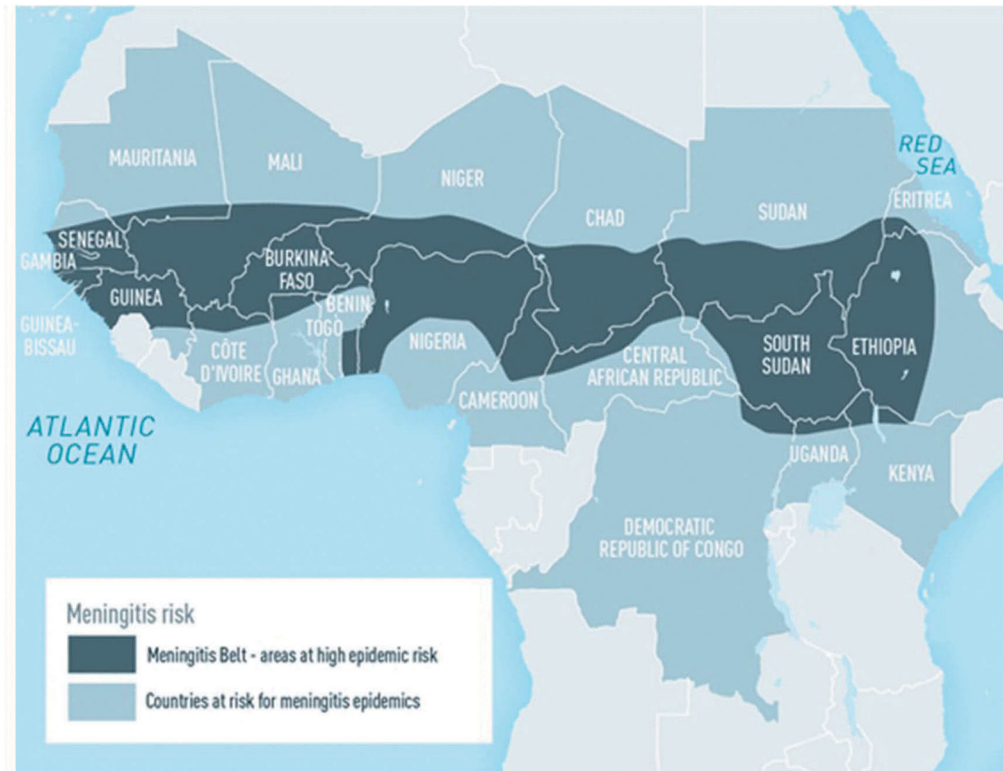 RED
SEA
MAURITANIA
MALI
NIGER
CHAD
SUDAN
ERITREA
SENEGAL
GAMBIA
BURKINA
FASO
GUINEA
GUINEA-
BISSAU
BENIN
TOGO
CÔTE
D'IVOIRE
GHANA
NIGERIA
CAMEROON
CENTRAL
AFRICAN REPUBLIC
SOUTH
SUDAN
ETHIOPIA
ATLANTIC
OCEAN
UGANDA
KENYA
DEMOCRATIC
REPUBLIC OF CONGO
Meningitis risk
Meningitis Belt - areas at high epidemic risk
Countries at risk for meningitis epidemics